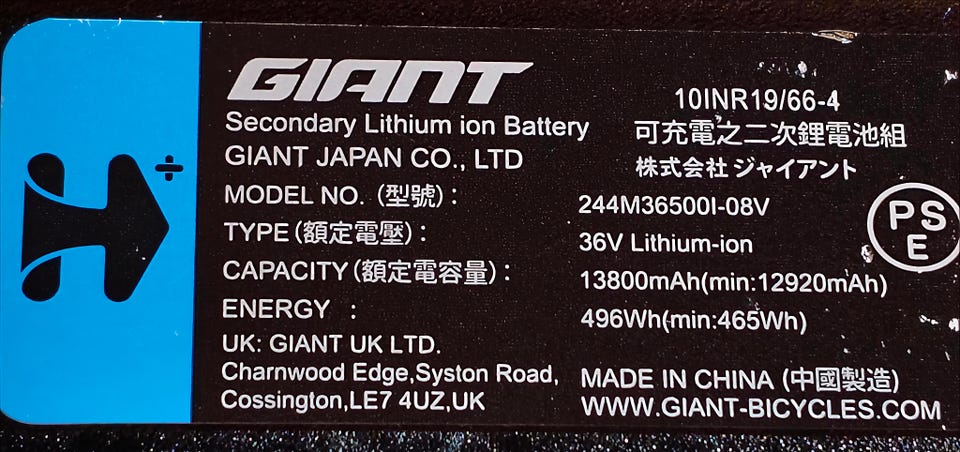 GIANT
Secondary Lithium ion Battery
GIANT JAPAN CO., LTD
10INR19/66-4
可充電之二次鋰電池組
株式会社 ジャイアント
MODEL NO. (型號) : 244M36500I-08V
TYPE (額定電壓) : 36V Lithium-ion
CAPACITY (額定電容量) : 13800mAh(min:12920mAh)
ENERGY : 496Wh(min:465Wh)
PS
E
UK: GIANT UK LTD.
Charnwood Edge,Syston Road,
Cossington,LE7 4UZ,UK
MADE IN CHINA (中國製造)
WWW.GIANT-BICYCLES.COM